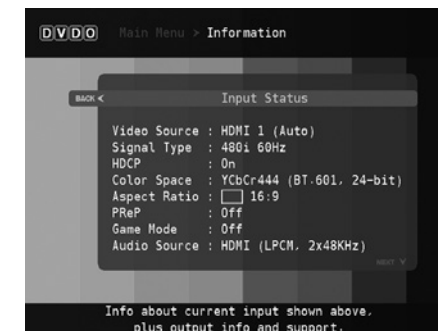 DVDO Main Menu > Information
BACK < Input Status
Video Source : HDMI 1 (Auto)
Signal Type : 480i 60Hz
HDCP : On
Color Space : YCbCr444 (BT.601, 24-bit)
Aspect Ratio : 16:9
PReP : Off
Game Mode : Off
Audio Source : HDMI (LPCM, 2x48KHz)
NEXT
Info about current input shown above,
plus output info and support.